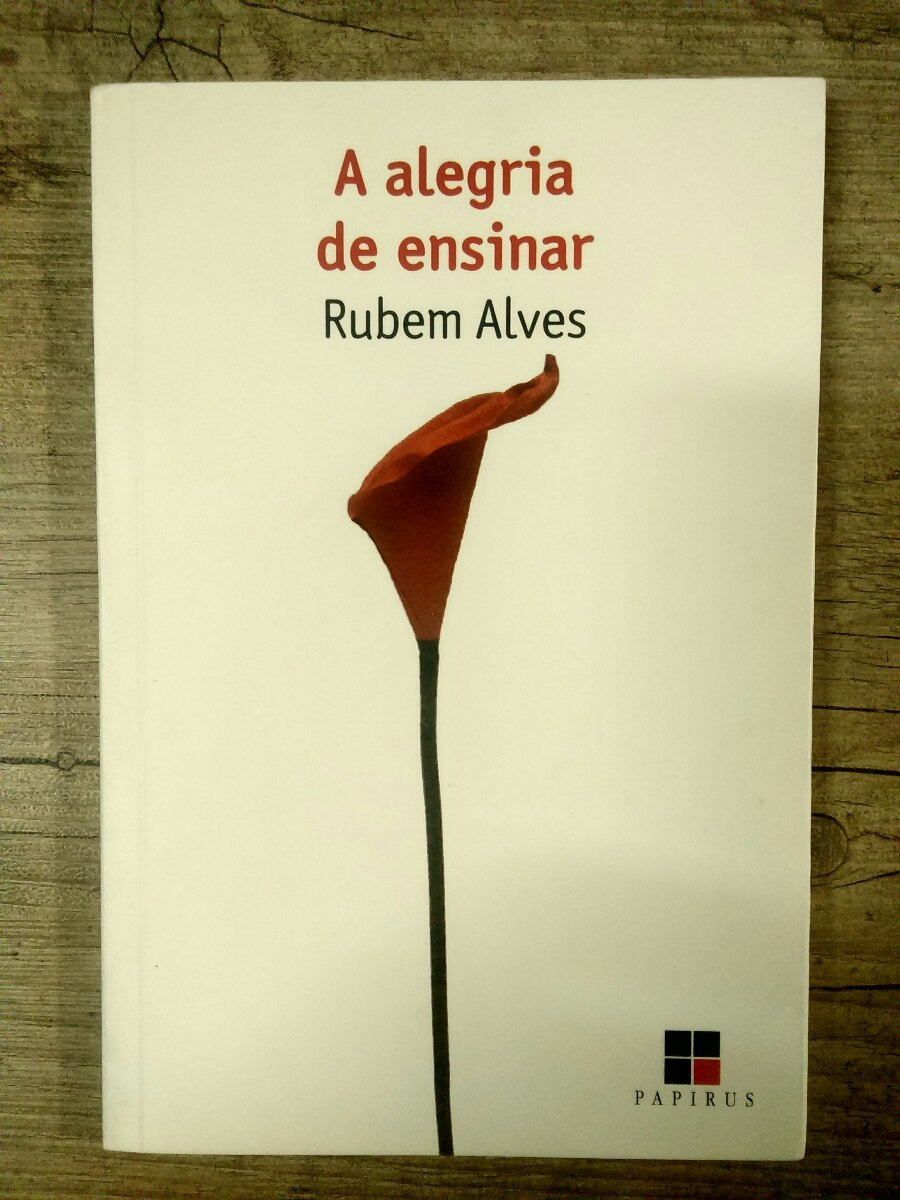 A alegria
de ensinar
Rubem Alves
PAPIRUS